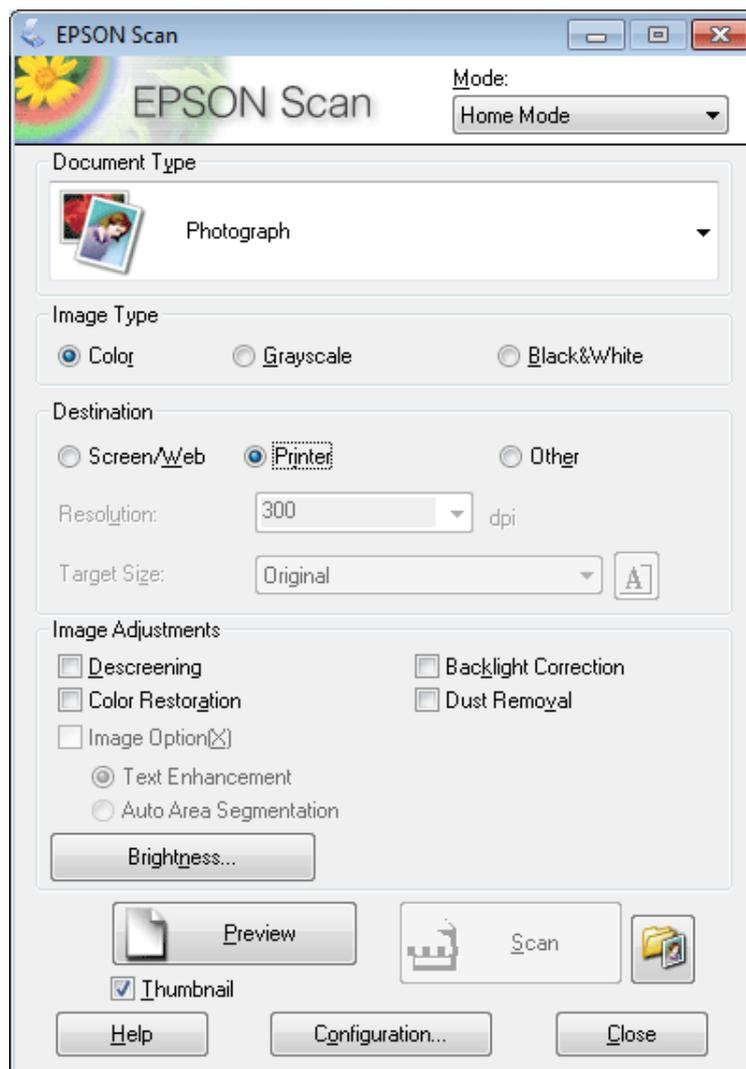 EPSON Scan
EPSON Scan
Mode:
Home Mode
Document Type
Photograph
Image Type
Color
Grayscale
Black&White
Destination
Screen/Web
Printer
Other
Resolution:
300
dpi
Target Size:
Original
A
Image Adjustments
Descreening
Backlight Correction
Color Restoration
Dust Removal
Image Option(X)
Text Enhancement
Auto Area Segmentation
Brightness...
Preview
Scan
Thumbnail
Help
Configuration...
Close